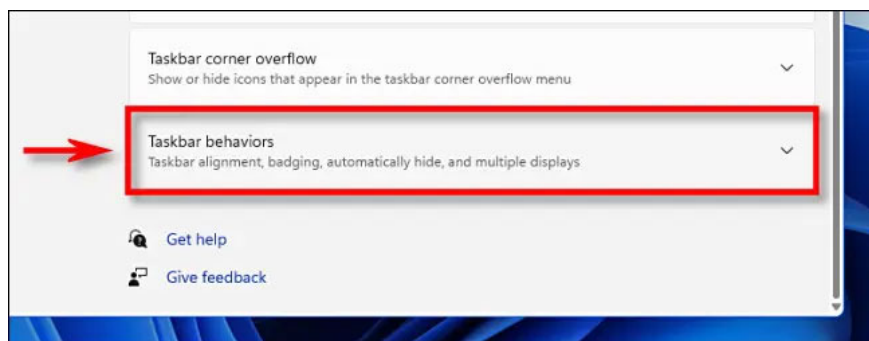 Taskbar corner overflow
Show or hide icons that appear in the taskbar corner overflow menu
Taskbar behaviors
Taskbar alignment, badging, automatically hide, and multiple displays
Get help
Give feedback